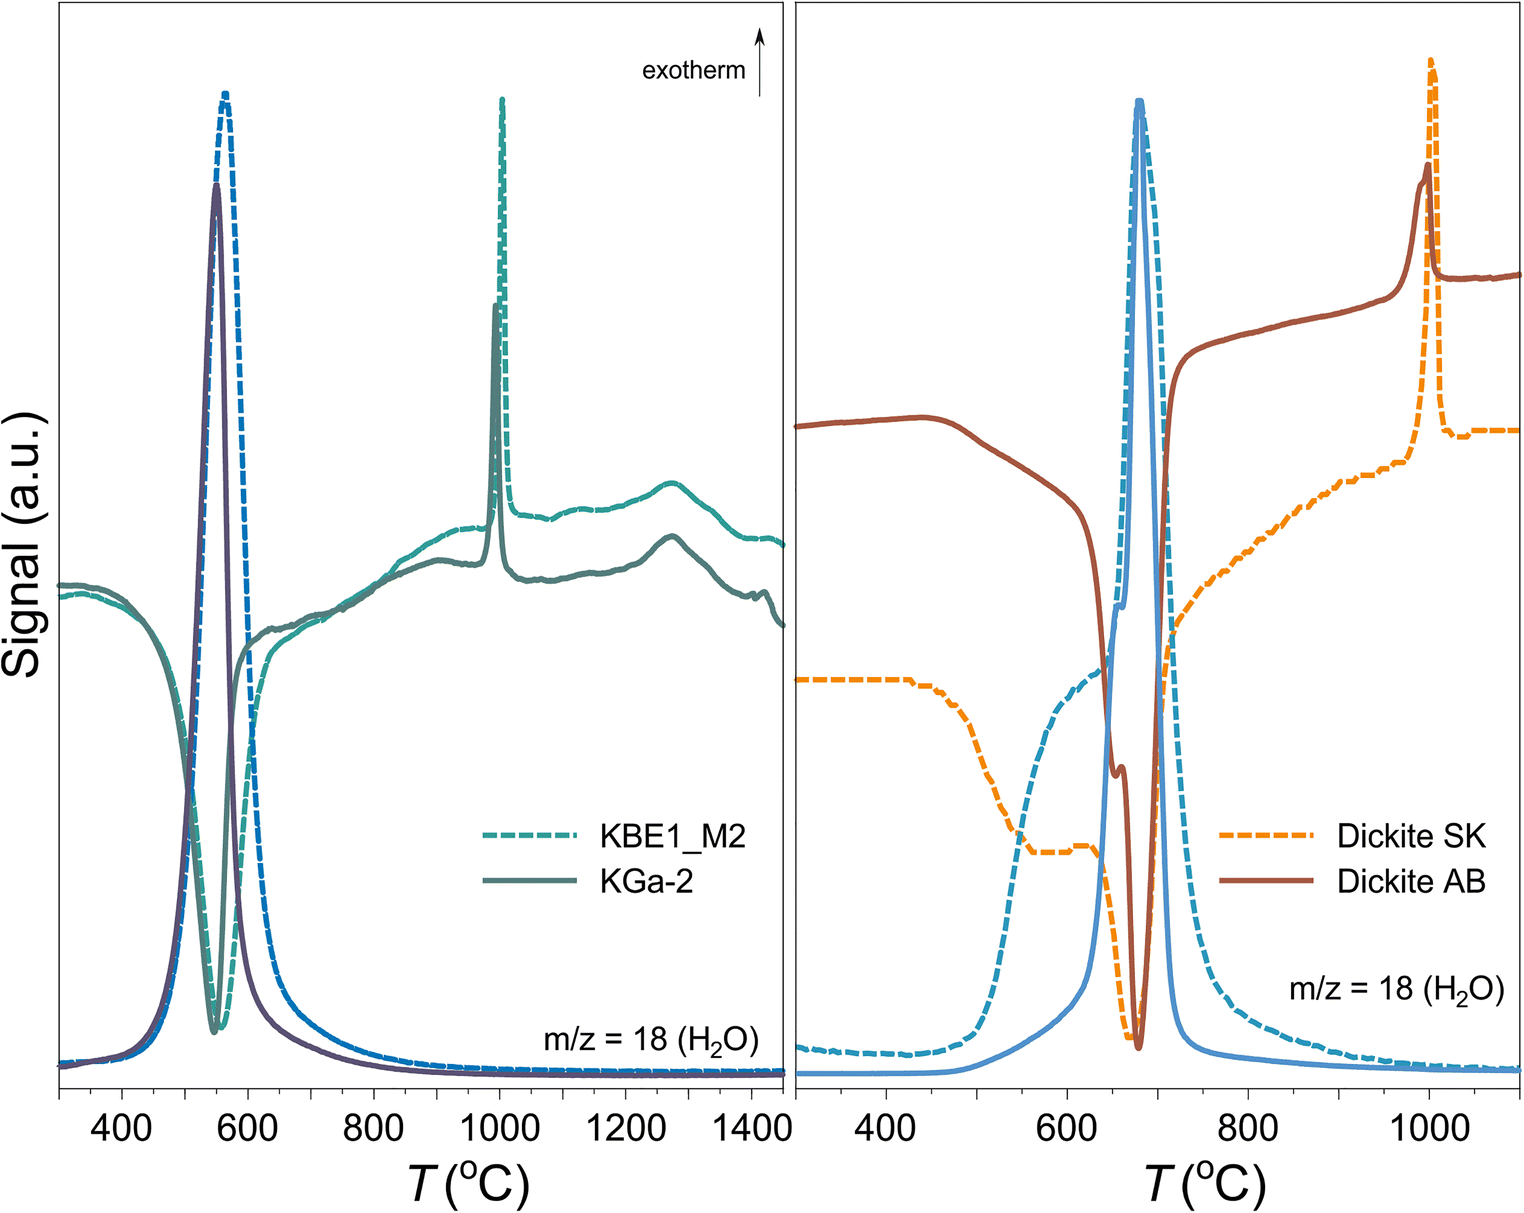 Signal (a.u.)
exotherm
KBE1_M2
KGa-2
m/z = 18 (H₂O)
400 600 800 1000 1200 1400
T (°C)
Dickite SK
Dickite AB
m/z = 18 (H₂O)
400 600 800 1000
T (°C)